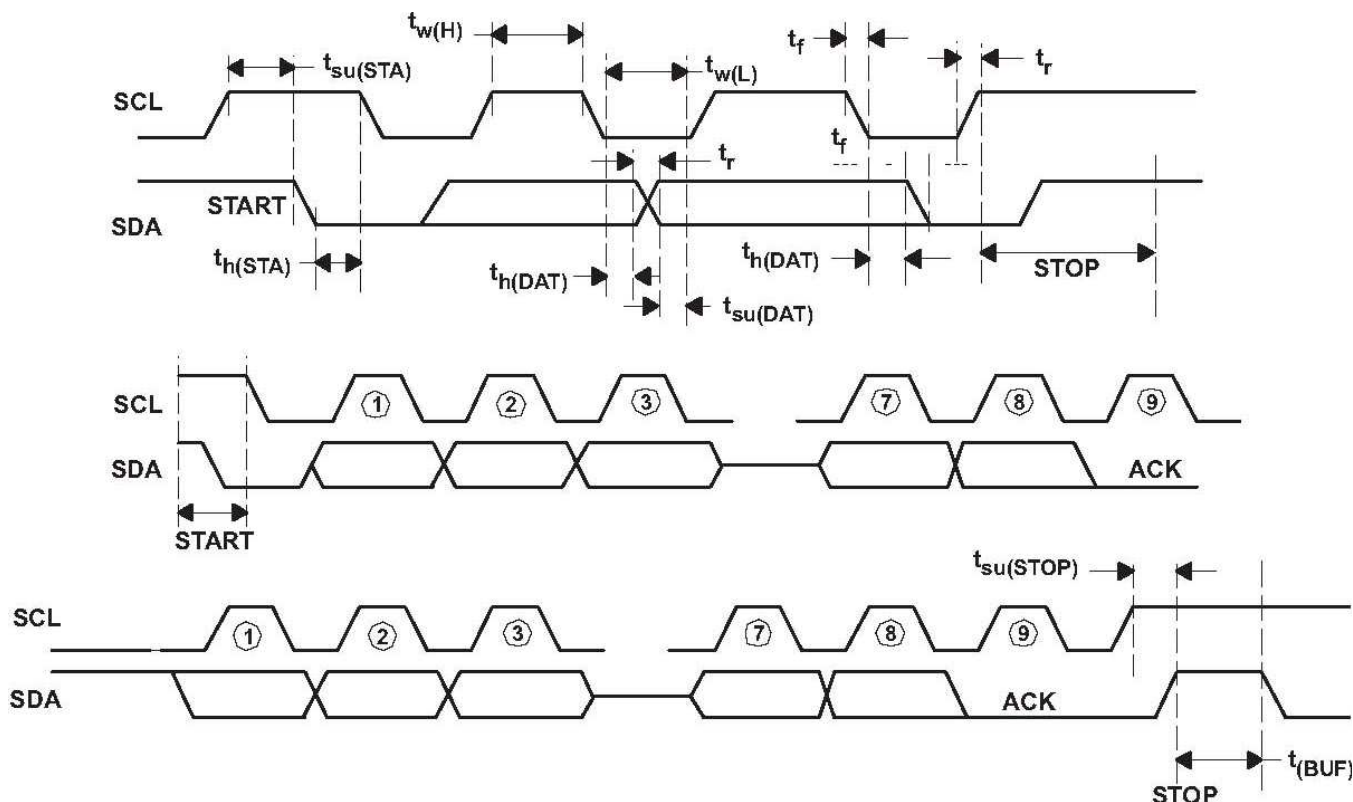 t_w(H)
t_f
t_su(STA)
t_w(L)
t_r
SCL
t_r
t_f
START
SDA
t_h(STA)
t_h(DAT)
t_h(DAT)
STOP
t_su(DAT)
SCL
1 2 3 7 8 9
SDA
ACK
START
t_su(STOP)
SCL
1 2 3 7 8 9
SDA
ACK
t_(BUF)
STOP